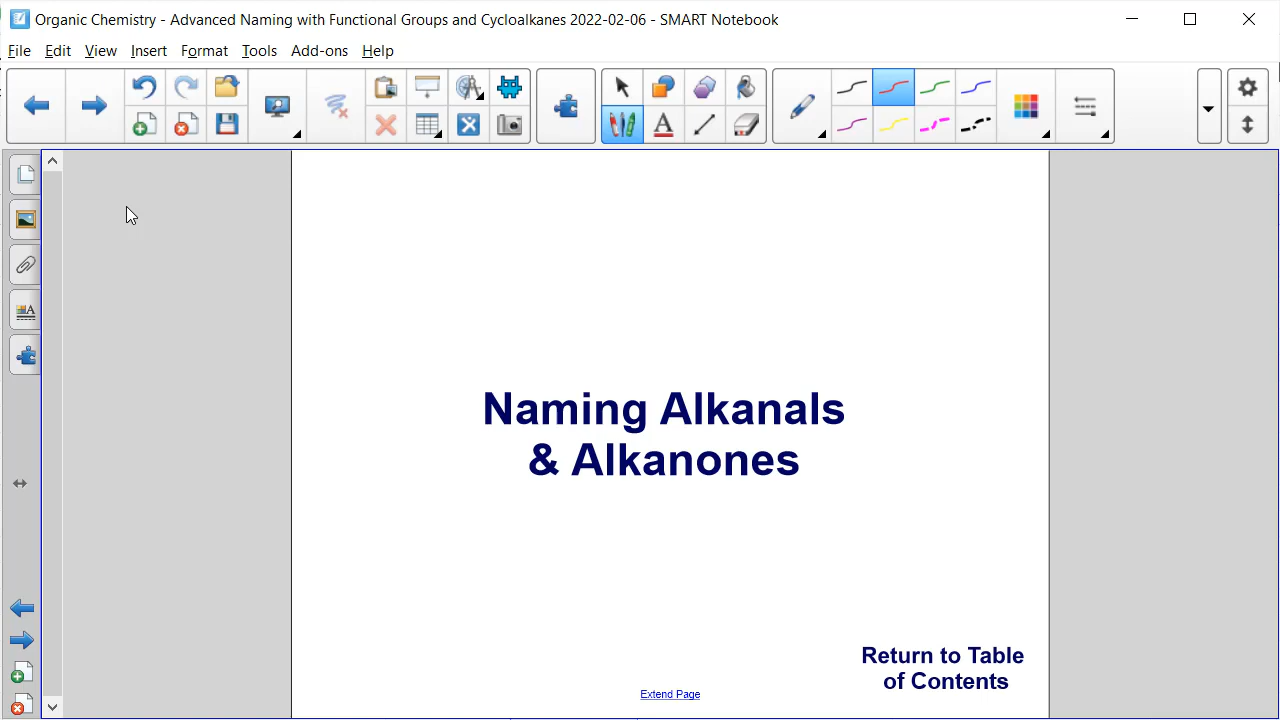 Organic Chemistry - Advanced Naming with Functional Groups and Cycloalkanes 2022-02-06 - SMART Notebook
File Edit View Insert Format Tools Add-ons Help
Naming Alkanals
& Alkanones
Return to Table
of Contents
Extend Page